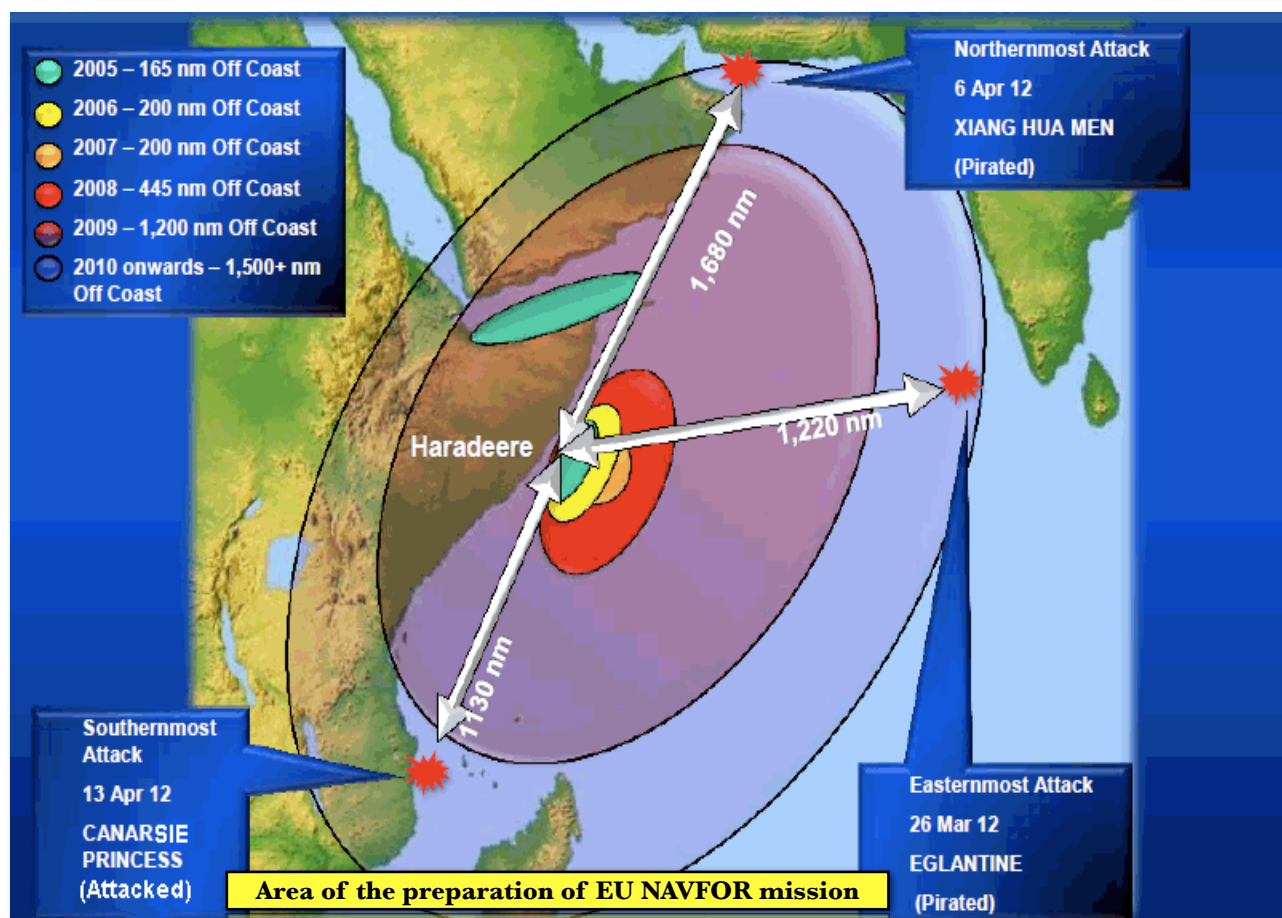 2005 – 165 nm Off Coast
2006 – 200 nm Off Coast
2007 – 200 nm Off Coast
2008 – 445 nm Off Coast
2009 – 1,200 nm Off Coast
2010 onwards – 1,500+ nm
Off Coast
Northernmost Attack
6 Apr 12
XIANG HUA MEN
(Pirated)
1,680 nm
Haradeere
1,220 nm
1130 nm
Southernmost
Attack
13 Apr 12
CANARSIE
PRINCESS
(Attacked)
Easternmost Attack
26 Mar 12
EGLANTINE
(Pirated)
Area of the preparation of EU NAVFOR mission